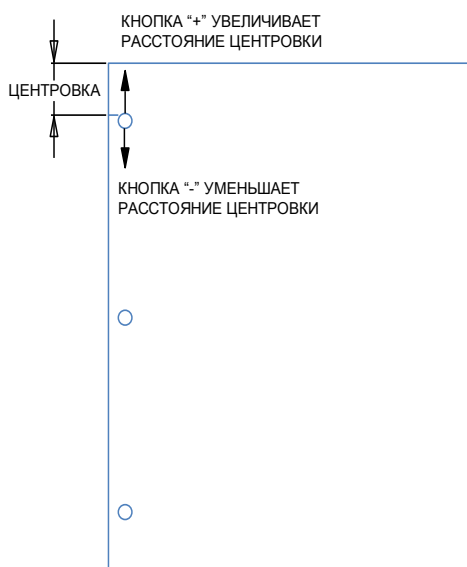 КНОПКА “+” УВЕЛИЧИВАЕТ
РАССТОЯНИЕ ЦЕНТРОВКИ
ЦЕНТРОВКА
КНОПКА “-” УМЕНЬШАЕТ
РАССТОЯНИЕ ЦЕНТРОВКИ